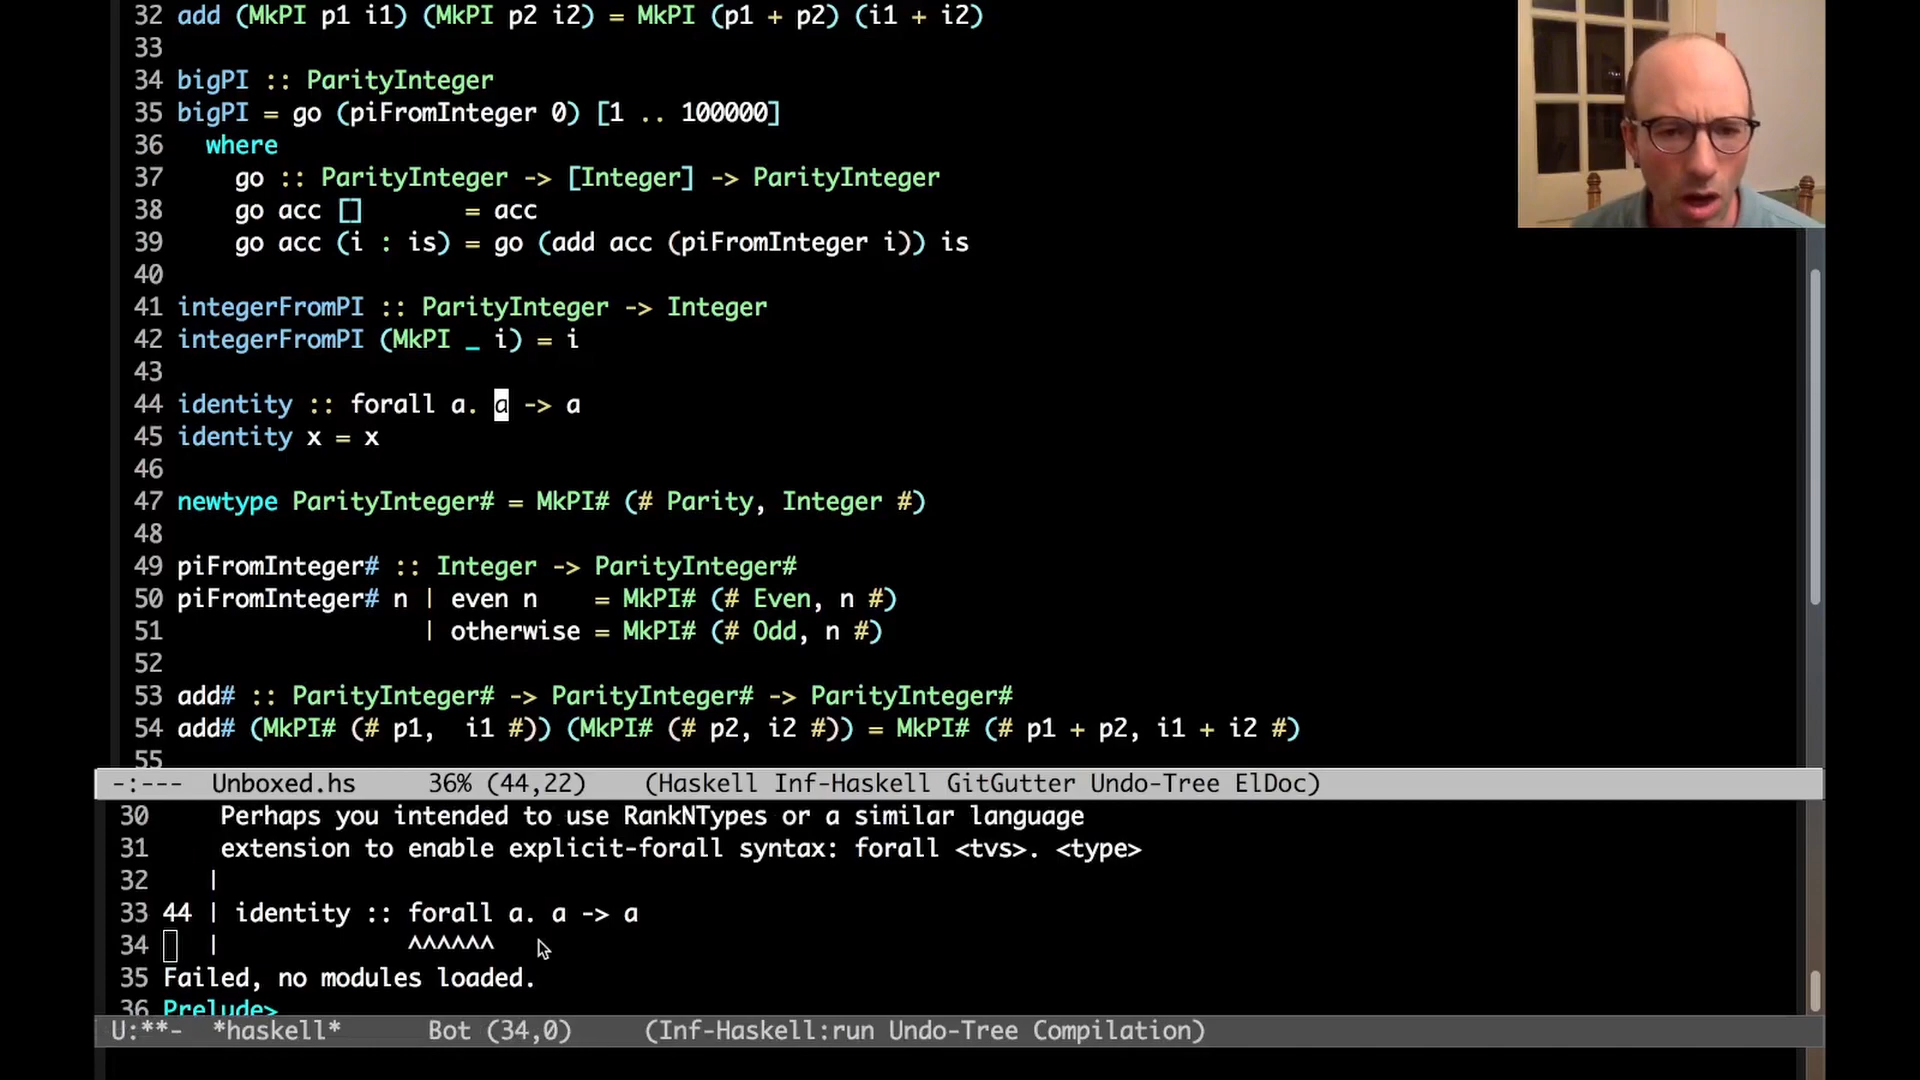 32 add (MkPI p1 i1) (MkPI p2 i2) = MkPI (p1 + p2) (i1 + i2)
33
34 bigPI :: ParityInteger
35 bigPI = go (piFromInteger 0) [1 .. 100000]
36   where
37     go :: ParityInteger -> [Integer] -> ParityInteger
38     go acc []        = acc
39     go acc (i : is) = go (add acc (piFromInteger i)) is
40
41 integerFromPI :: ParityInteger -> Integer
42 integerFromPI (MkPI _ i) = i
43
44 identity :: forall a. a -> a
45 identity x = x
46
47 newtype ParityInteger# = MkPI# (# Parity, Integer #)
48
49 piFromInteger# :: Integer -> ParityInteger#
50 piFromInteger# n | even n    = MkPI# (# Even, n #)
51                  | otherwise = MkPI# (# Odd, n #)
52
53 add# :: ParityInteger# -> ParityInteger# -> ParityInteger#
54 add# (MkPI# (# p1,  i1 #)) (MkPI# (# p2, i2 #)) = MkPI# (# p1 + p2, i1 + i2 #)
55
-:---  Unboxed.hs     36% (44,22)    (Haskell Inf-Haskell GitGutter Undo-Tree ElDoc)
30     Perhaps you intended to use RankNTypes or a similar language
31     extension to enable explicit-forall syntax: forall <tvs>. <type>
32    |
33 44 | identity :: forall a. a -> a
34    |             ^^^^^^
35 Failed, no modules loaded.
36 Prelude>
U:**-  *haskell*      Bot (34,0)     (Inf-Haskell:run Undo-Tree Compilation)